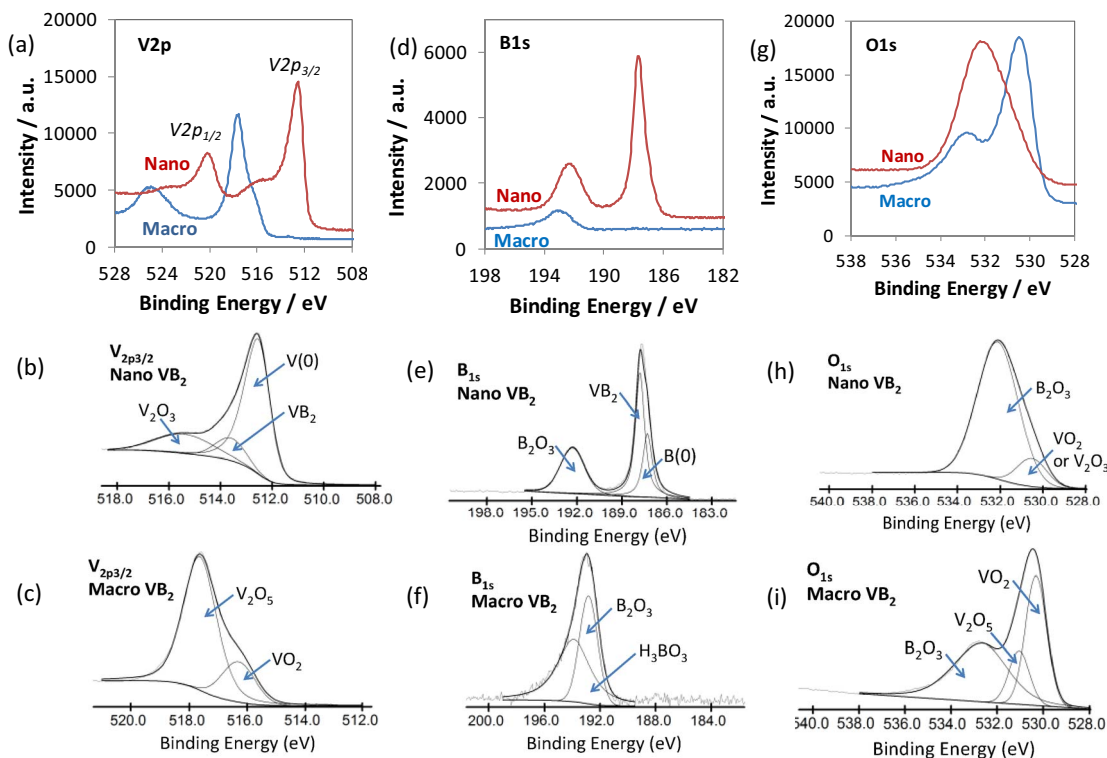 (a)
V2p
20000
15000
10000
5000
0
Intensity / a.u.
V2p1/2
V2p3/2
Nano
Macro
528 524 520 516 512 508
Binding Energy / eV
(d)
B1s
6000
4000
2000
0
Intensity / a.u.
Nano
Macro
198 194 190 186 182
Binding Energy / eV
(g)
O1s
20000
15000
10000
5000
0
Intensity / a.u.
Nano
Macro
538 536 534 532 530 528
Binding Energy / eV
(b)
V2p3/2
Nano VB2
V(0)
V2O3
VB2
518.0 516.0 514.0 512.0 510.0 508.0
Binding Energy (eV)
(e)
B1s
Nano VB2
VB2
B2O3
B(0)
198.0 195.0 192.0 189.0 186.0 183.0
Binding Energy (eV)
(h)
O1s
Nano VB2
B2O3
VO2
or V2O3
540.0 538.0 536.0 534.0 532.0 530.0 528.0
Binding Energy (eV)
(c)
V2p3/2
Macro VB2
V2O5
VO2
520.0 518.0 516.0 514.0 512.0
Binding Energy (eV)
(f)
B1s
Macro VB2
B2O3
H3BO3
200.0 196.0 192.0 188.0 184.0
Binding Energy (eV)
(i)
O1s
Macro VB2
VO2
V2O5
B2O3
540.0 538.0 536.0 534.0 532.0 530.0 528.0
Binding Energy (eV)